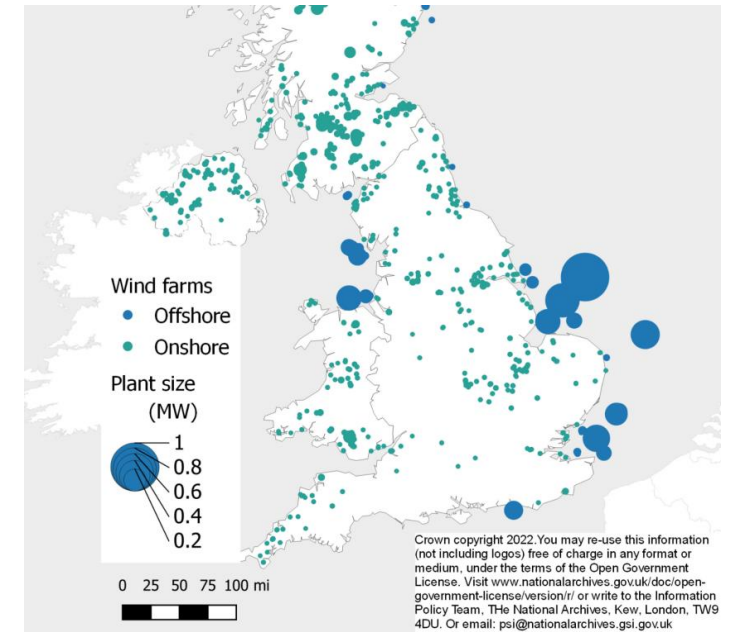 Wind farms
Offshore
Onshore
Plant size
(MW)
1
0.8
0.6
0.4
0.2
0 25 50 75 100 mi
Crown copyright 2022.You may re-use this information
(not including logos) free of charge in any format or
medium, under the terms of the Open Government
License. Visit www.nationalarchives.gov.uk/doc/open-
government-license/version/r/ or write to the Information
Policy Team, THe National Archives, Kew, London, TW9
4DU. Or email: psi@nationalarchives.gsi.gov.uk